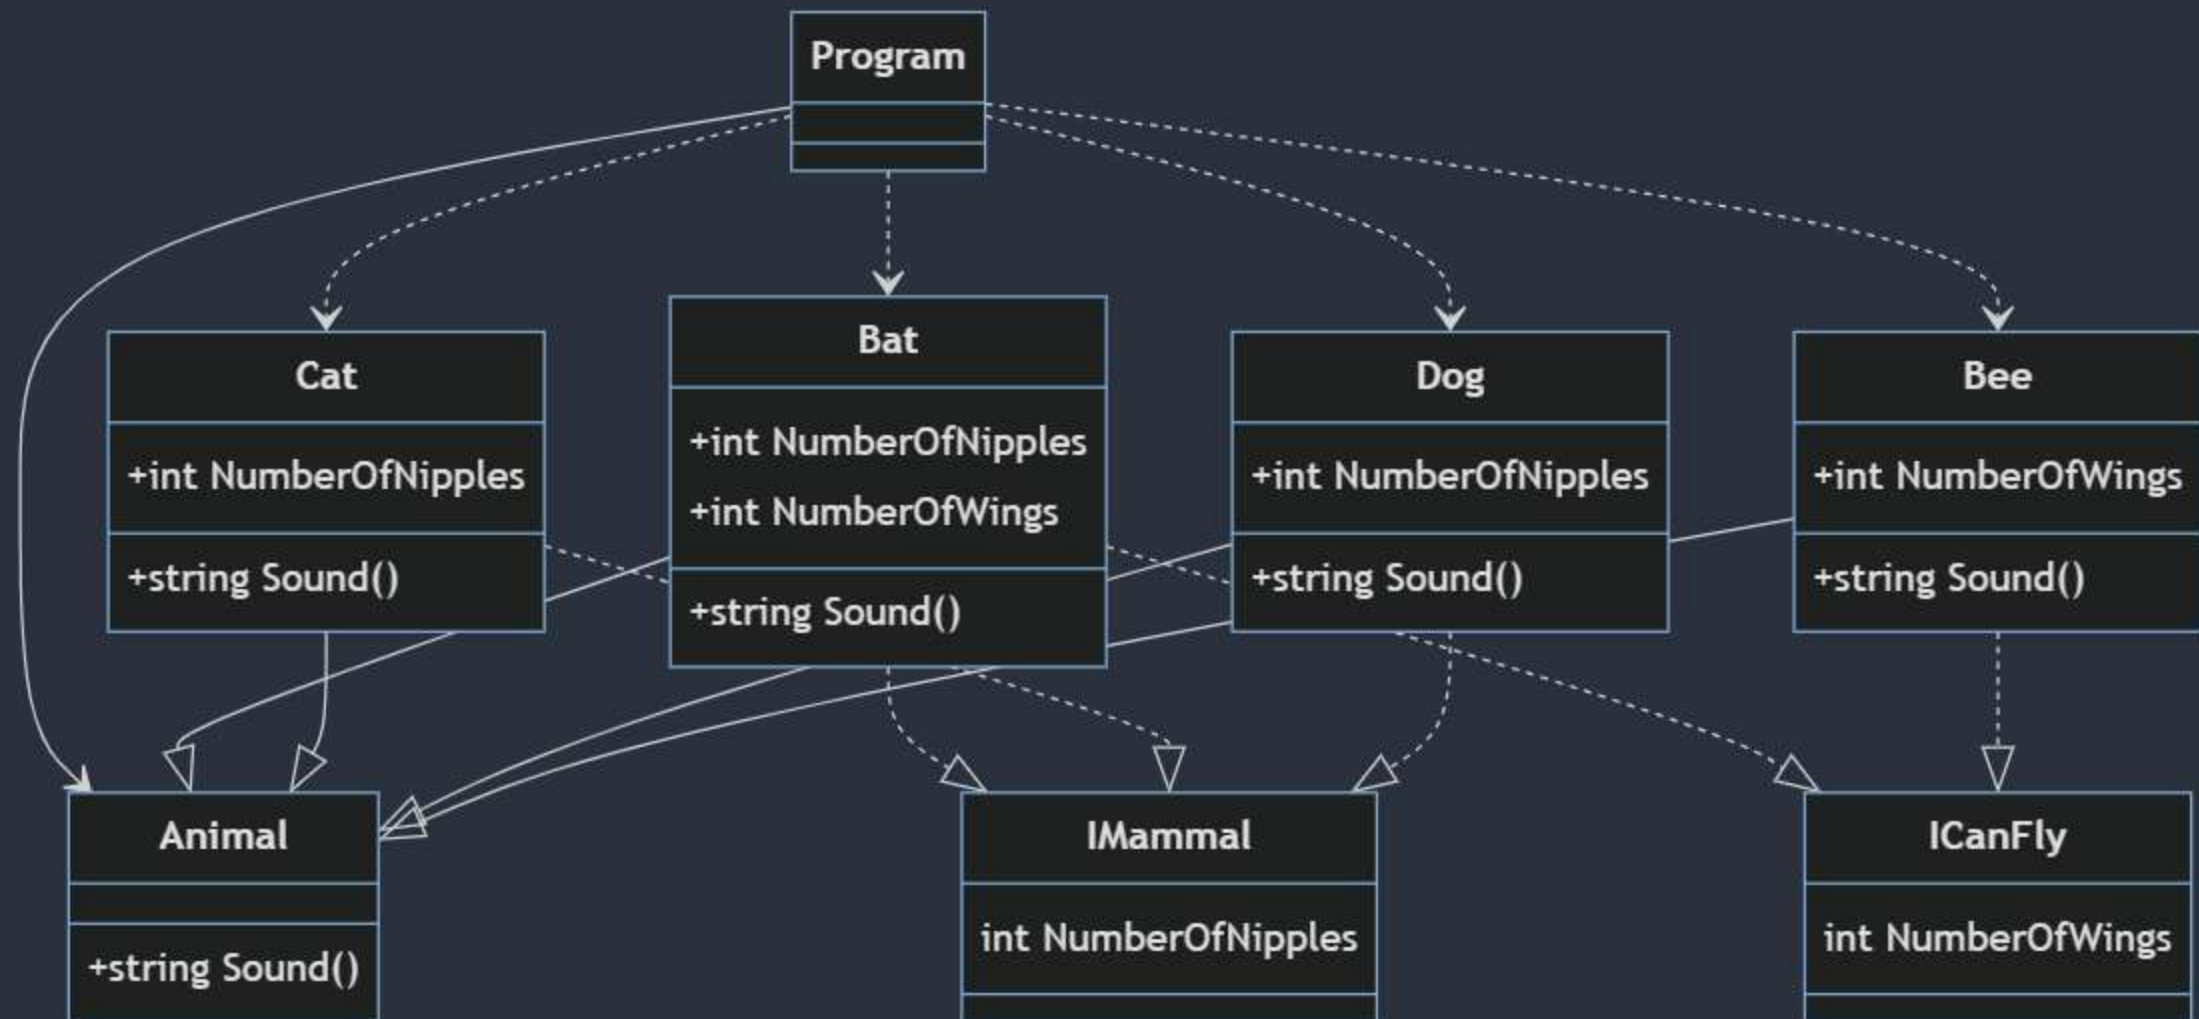 Program
Cat
+int NumberOfNipples
+string Sound()
Bat
+int NumberOfNipples
+int NumberOfWings
+string Sound()
Dog
+int NumberOfNipples
+string Sound()
Bee
+int NumberOfWings
+string Sound()
Animal
+string Sound()
IMammal
int NumberOfNipples
ICanFly
int NumberOfWings